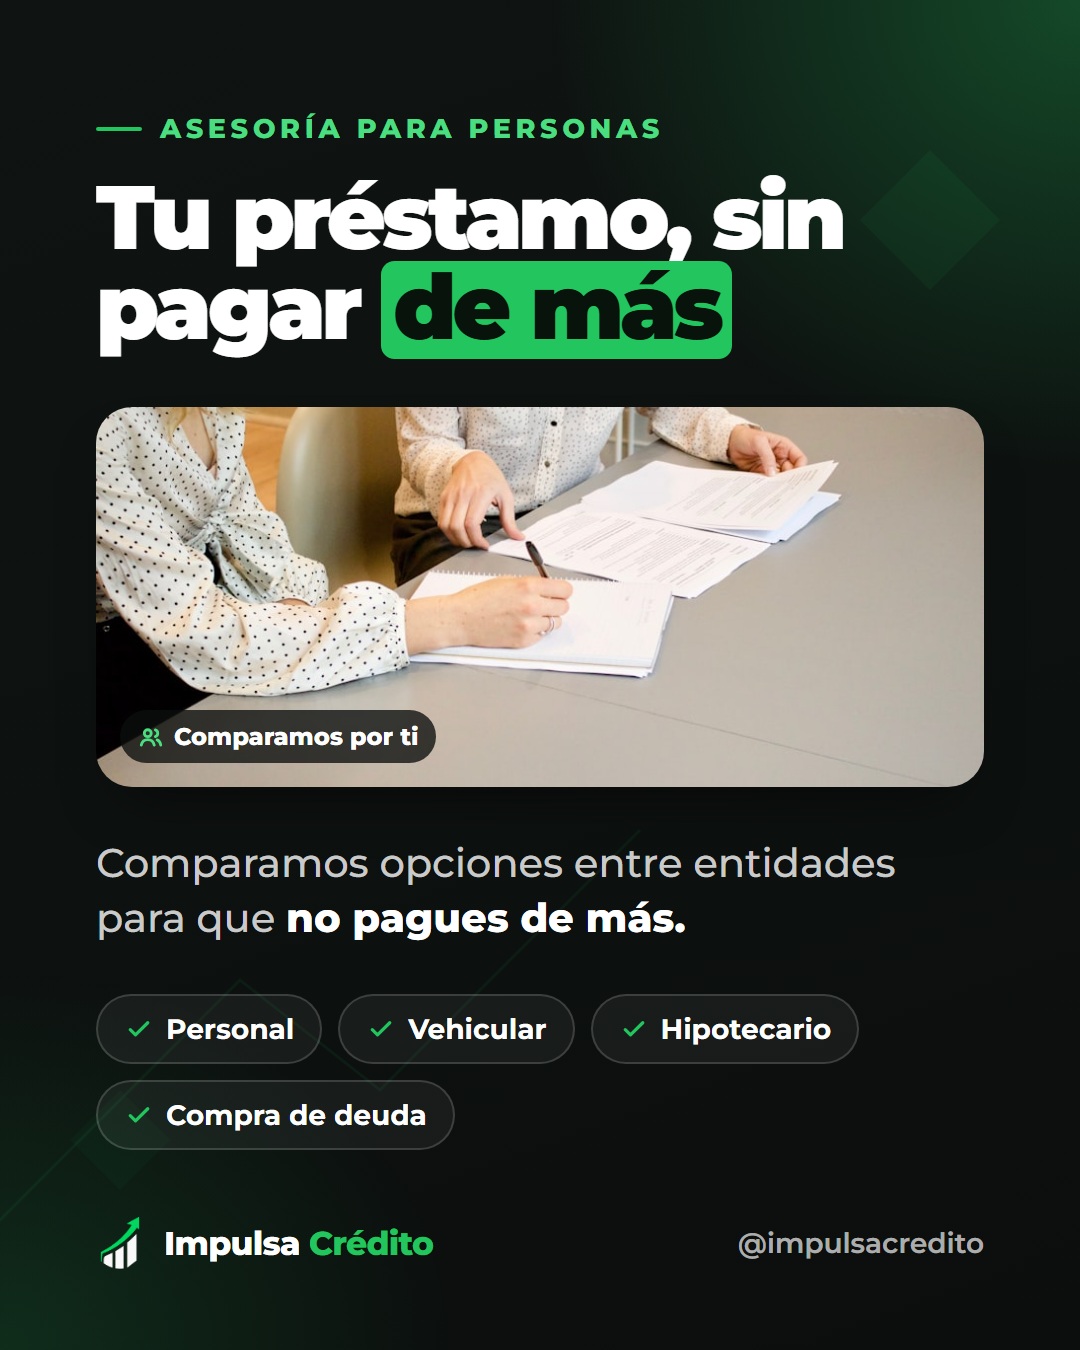 ASESORÍA PARA PERSONAS
Tu préstamo, sin
pagar de más
Comparamos por ti
Comparamos opciones entre entidades
para que no pagues de más.
Personal
Vehicular
Hipotecario
Compra de deuda
Impulsa Crédito
@impulsacredito